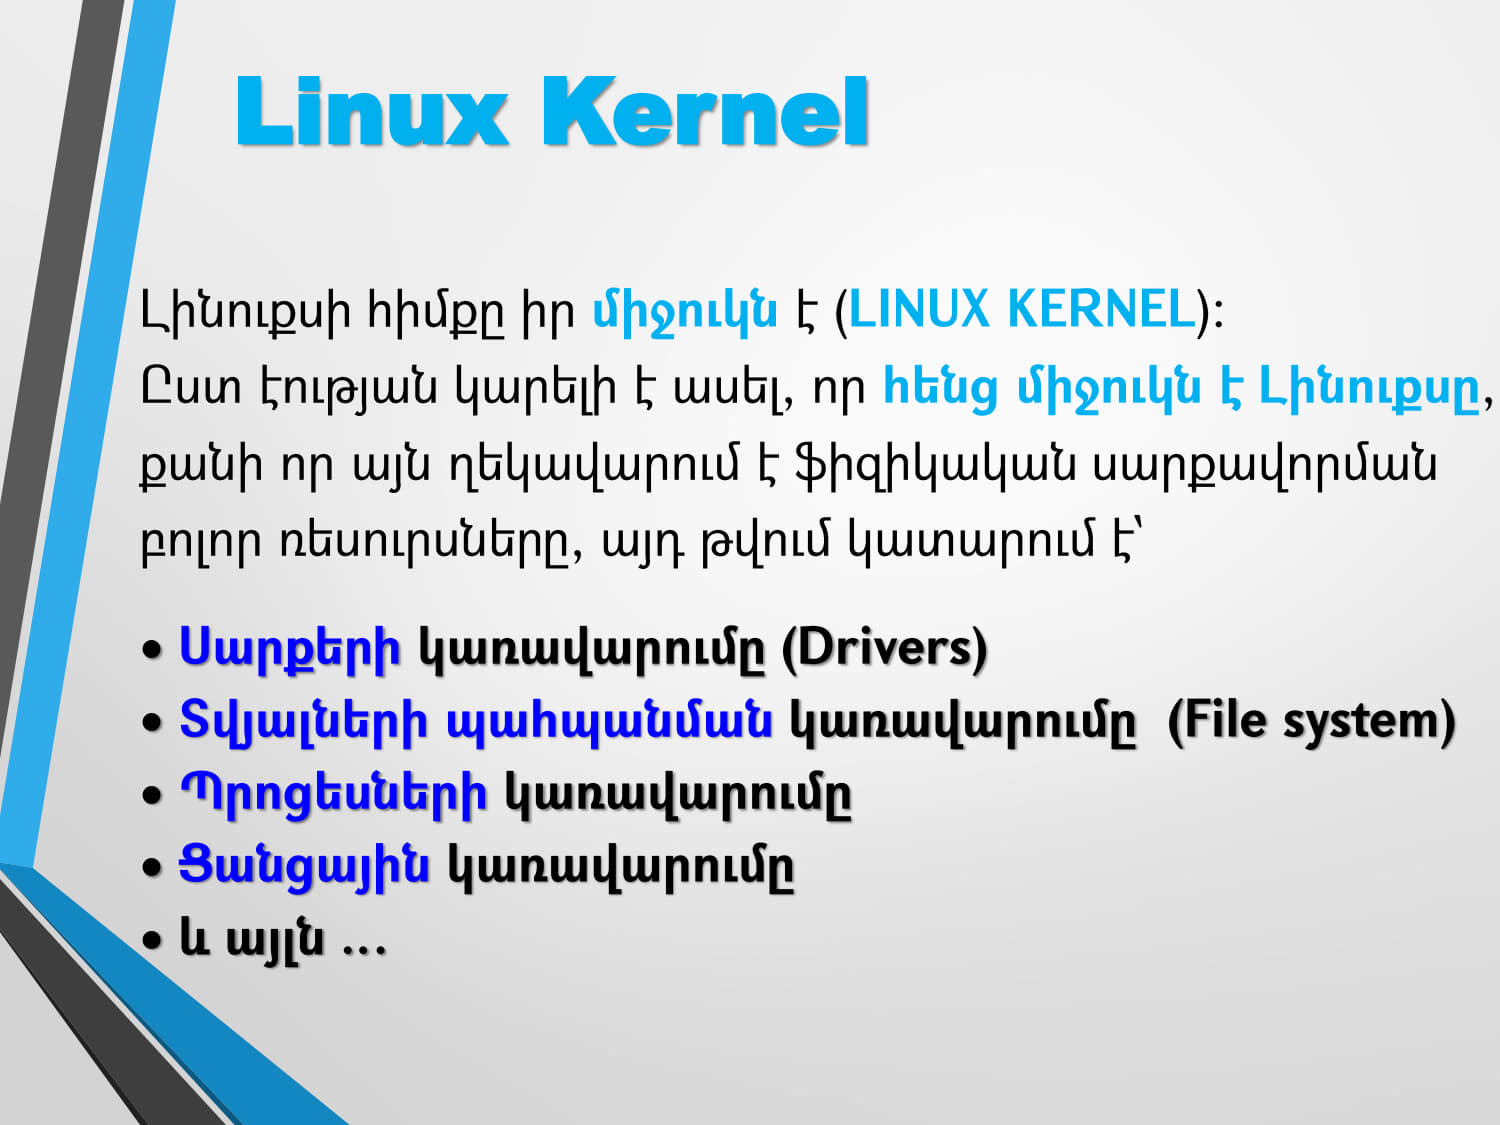 Linux Kernel
Լինուքսի հիմքը իր միջուկն է (LINUX KERNEL):
Ըստ էության կարելի է ասել, որ հենց միջուկն է Լինուքսը,
քանի որ այն ղեկավարում է ֆիզիկական սարքավորման
բոլոր ռեսուրսները, այդ թվում կատարում է՝
• Սարքերի կառավարումը (Drivers)
• Տվյալների պահպանման կառավարումը (File system)
• Պրոցեսների կառավարումը
• Ցանցային կառավարումը
• և այլն ...